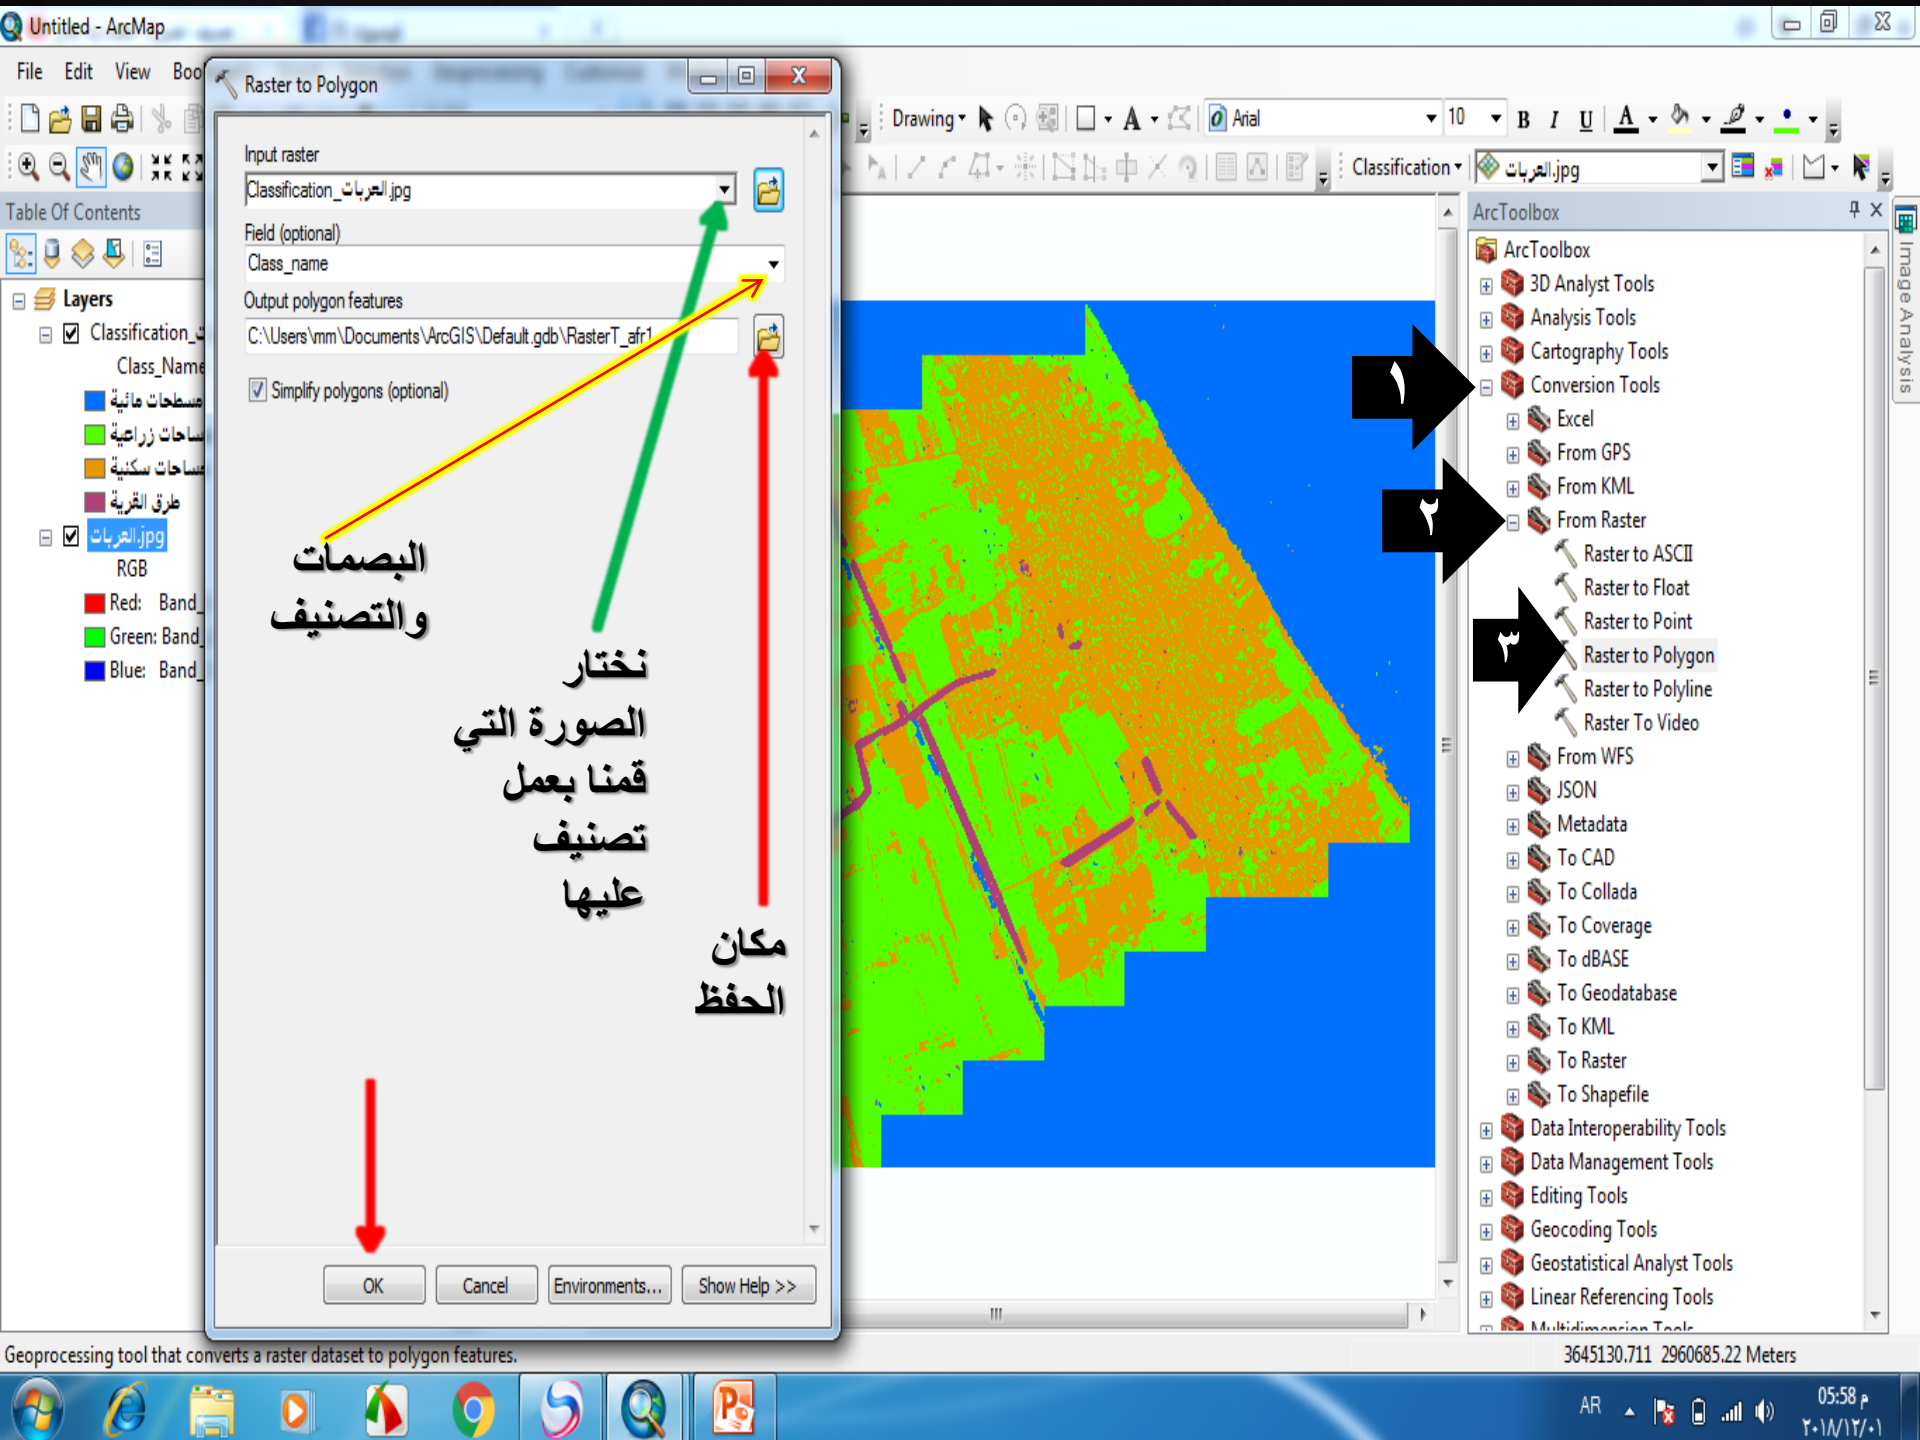 Untitled - ArcMap
File Edit View Boo
Drawing
Arial
10
B I U A
Classification
العربات.jpg
Table Of Contents
Layers
Classification_
Class_Name
مسطحات مائية
ساحات زراعية
مساحات سكنية
طرق القرية
العربات.jpg
RGB
Red: Band_
Green: Band_
Blue: Band_
Raster to Polygon
Input raster
Classification_العربات.jpg
Field (optional)
Class_name
Output polygon features
C:\Users\mm\Documents\ArcGIS\Default.gdb\RasterT_afr1
Simplify polygons (optional)
البصمات
والتصنيف
نختار
الصورة التي
قمنا بعمل
تصنيف
عليها
مكان
الحفظ
OK Cancel Environments... Show Help >>
١
٢
٣
ArcToolbox
ArcToolbox
3D Analyst Tools
Analysis Tools
Cartography Tools
Conversion Tools
Excel
From GPS
From KML
From Raster
Raster to ASCII
Raster to Float
Raster to Point
Raster to Polygon
Raster to Polyline
Raster To Video
From WFS
JSON
Metadata
To CAD
To Collada
To Coverage
To dBASE
To Geodatabase
To KML
To Raster
To Shapefile
Data Interoperability Tools
Data Management Tools
Editing Tools
Geocoding Tools
Geostatistical Analyst Tools
Linear Referencing Tools
Multidimension Tools
Image Analysis
Geoprocessing tool that converts a raster dataset to polygon features.
3645130.711 2960685.22 Meters
AR
05:58 م
٢٠١٨/١٢/٠١